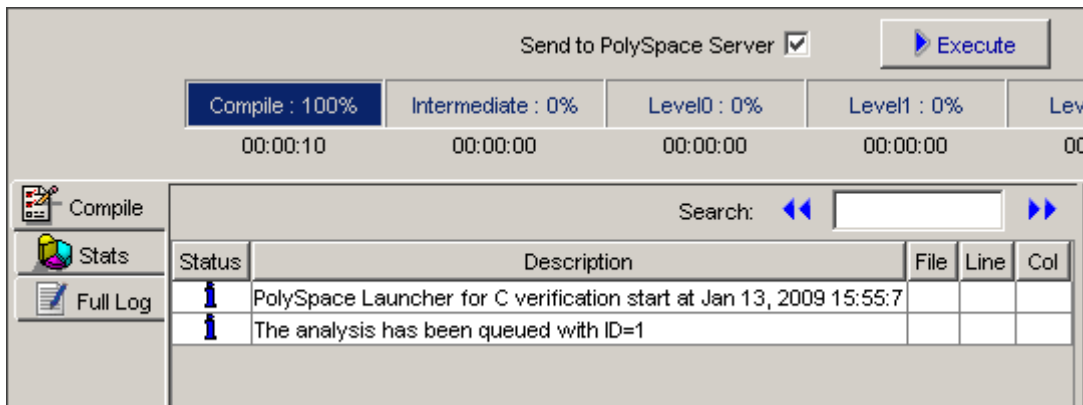 Send to PolySpace Server Execute
Compile : 100% Intermediate : 0% Level0 : 0% Level1 : 0% Lev
00:00:10 00:00:00 00:00:00 00:00:00 00
Compile Search:
Stats Status Description File Line Col
Full Log PolySpace Launcher for C verification start at Jan 13, 2009 15:55:7
The analysis has been queued with ID=1